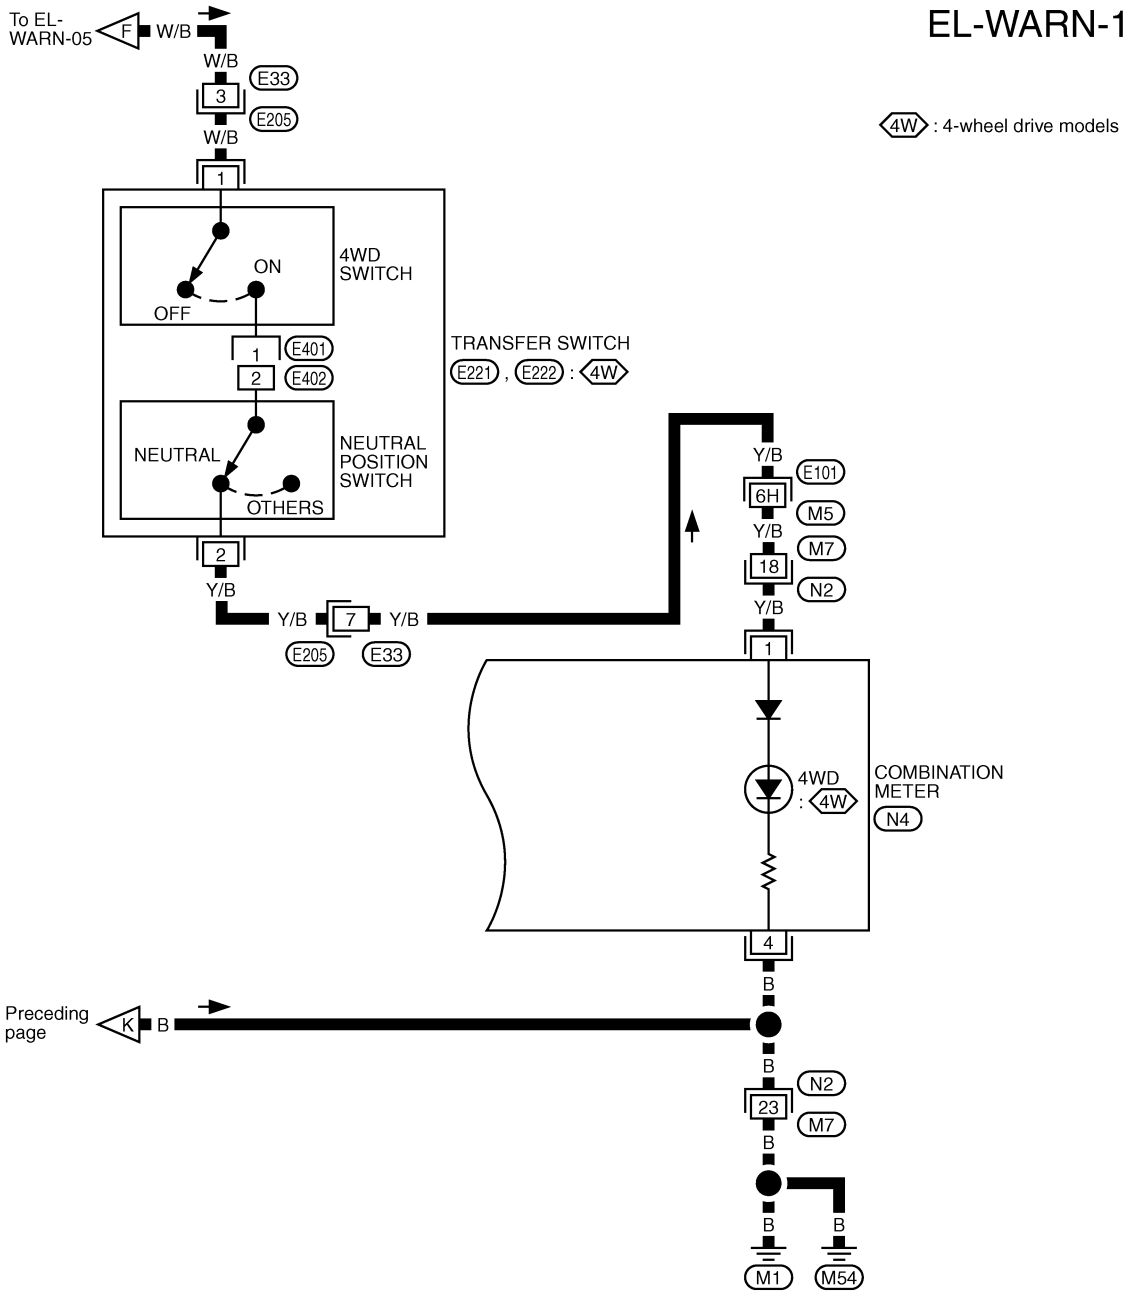 EL-WARN-1
To EL-
WARN-05
F
W/B
W/B
3
E33
E205
W/B
4W : 4-wheel drive models
1
4WD
SWITCH
ON
OFF
1
E401
2
E402
TRANSFER SWITCH
E221 , E222 : 4W
NEUTRAL
NEUTRAL
POSITION
SWITCH
OTHERS
2
Y/B
Y/B
7
Y/B
E205
E33
Y/B
E101
6H
M5
Y/B
M7
18
N2
Y/B
1
4WD
: 4W
COMBINATION
METER
N4
4
B
Preceding
page
K
B
B
N2
23
M7
B
B
B
M1
M54